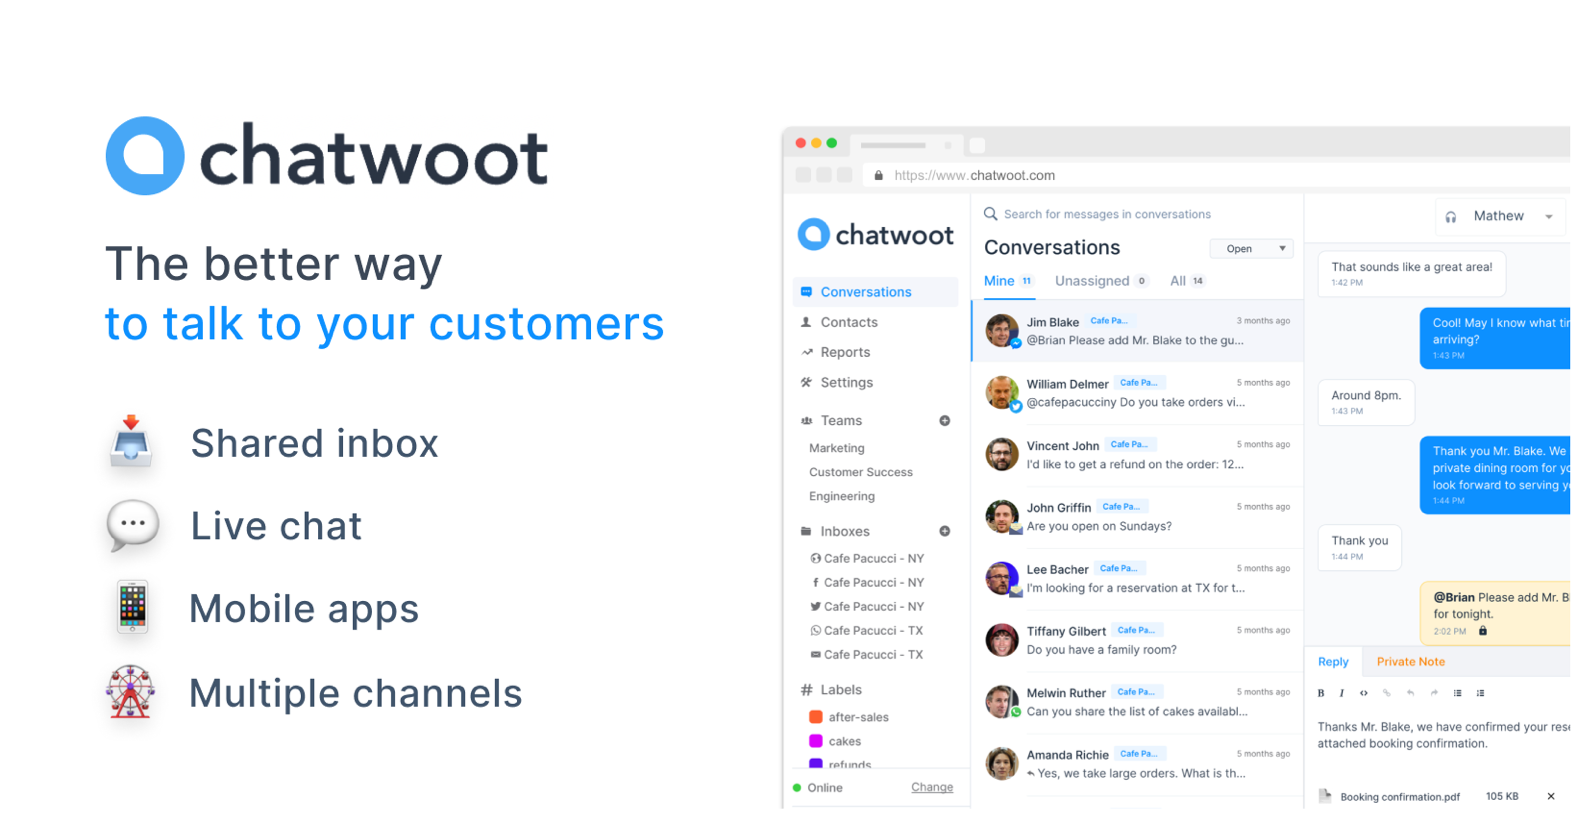 chatwoot
The better way
to talk to your customers
Shared inbox
Live chat
Mobile apps
Multiple channels
https://www.chatwoot.com
chatwoot
Conversations
Contacts
Reports
Settings
Teams
Marketing
Customer Success
Engineering
Inboxes
Cafe Pacucci - NY
Cafe Pacucci - NY
Cafe Pacucci - NY
Cafe Pacucci - TX
Cafe Pacucci - TX
Labels
after-sales
cakes
refunds
Online Change
Search for messages in conversations
Conversations Open
Mine 11 Unassigned 0 All 14
Jim Blake Cafe Pa... 3 months ago
@Brian Please add Mr. Blake to the gu...
William Delmer Cafe Pa... 5 months ago
@cafepacucciny Do you take orders vi...
Vincent John Cafe Pa... 5 months ago
I'd like to get a refund on the order: 12...
John Griffin Cafe Pa... 5 months ago
Are you open on Sundays?
Lee Bacher Cafe Pa... 5 months ago
I'm looking for a reservation at TX for t...
Tiffany Gilbert Cafe Pa... 5 months ago
Do you have a family room?
Melwin Ruther Cafe Pa... 5 months ago
Can you share the list of cakes availabl...
Amanda Richie Cafe Pa... 5 months ago
Yes, we take large orders. What is th...
Mathew
That sounds like a great area!
1:42 PM
Cool! May I know what tim
arriving?
1:43 PM
Around 8pm.
1:43 PM
Thank you Mr. Blake. We
private dining room for yo
look forward to serving yo
1:44 PM
Thank you
1:44 PM
@Brian Please add Mr. B
for tonight.
2:02 PM
Reply Private Note
B I
Thanks Mr. Blake, we have confirmed your rese
attached booking confirmation.
Booking confirmation.pdf 105 KB